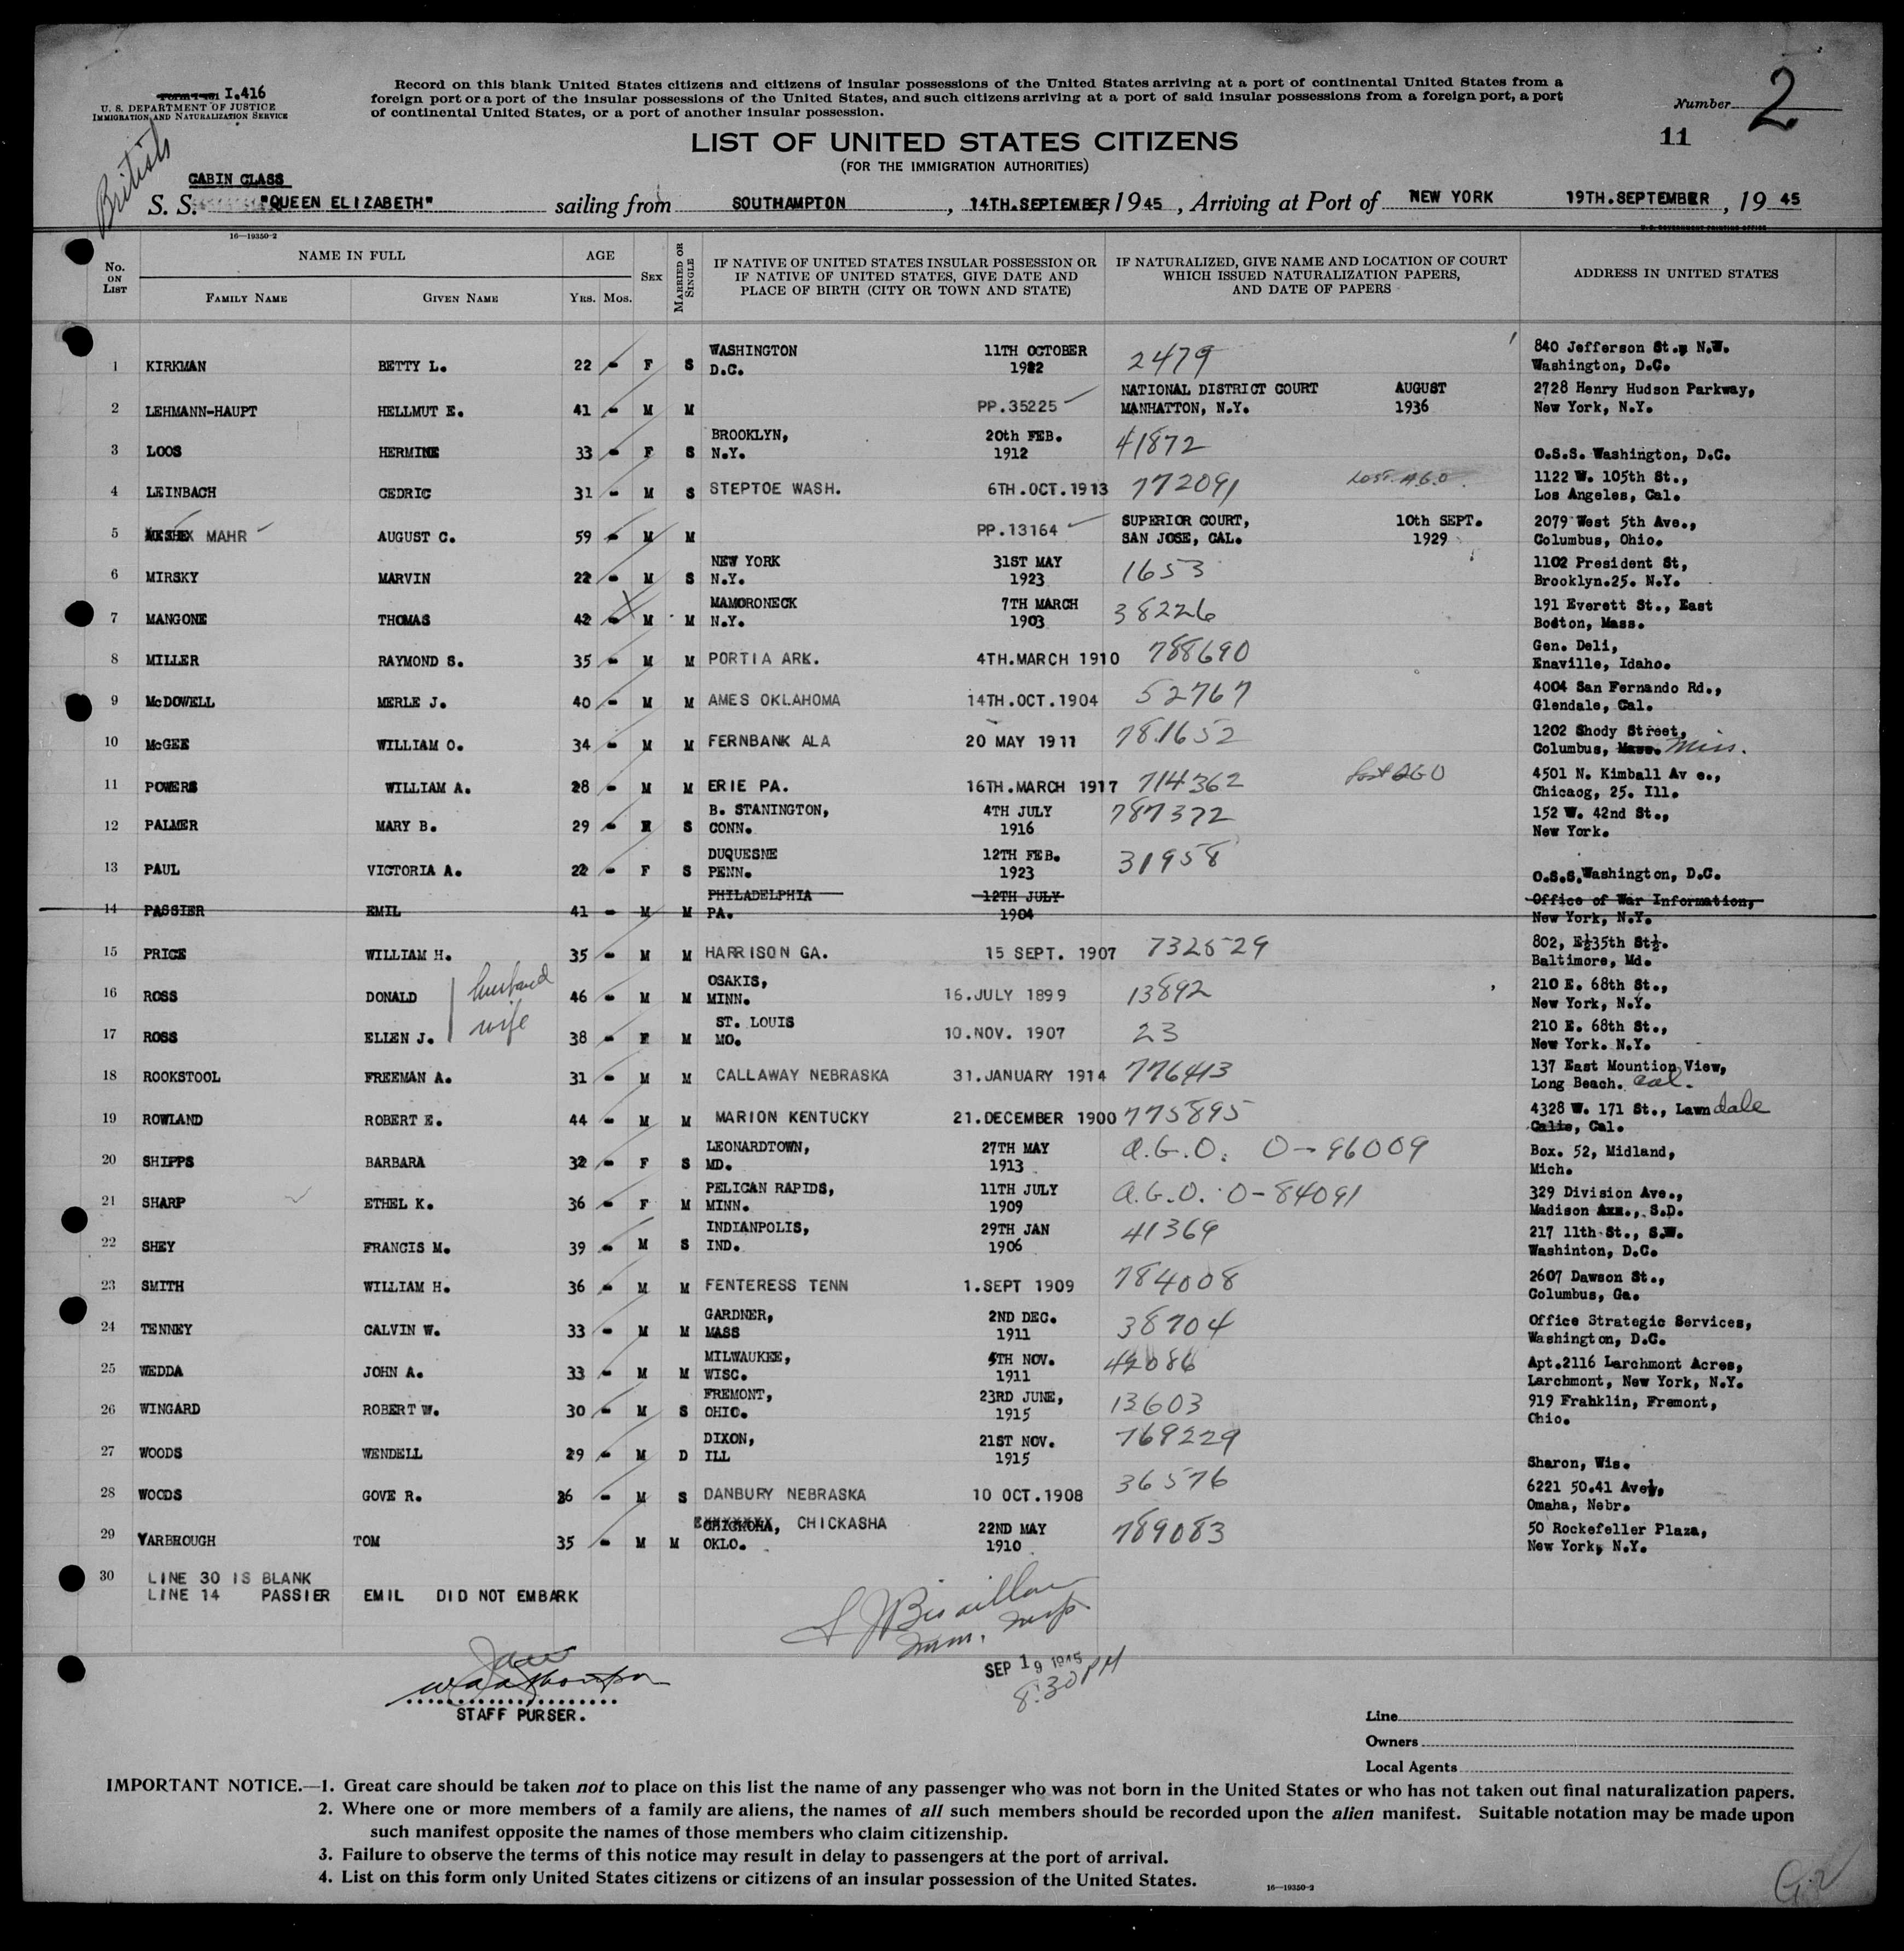 I.416
U. S. DEPARTMENT OF JUSTICE
IMMIGRATION AND NATURALIZATION SERVICE
Record on this blank United States citizens and citizens of insular possessions of the United States arriving at a port of continental United States from a
foreign port or a port of the insular possessions of the United States, and such citizens arriving at a port of said insular possessions from a foreign port, a port
of continental United States, or a port of another insular possession.
Number 2
11
LIST OF UNITED STATES CITIZENS
(FOR THE IMMIGRATION AUTHORITIES)
British
CABIN CLASS
S. S. "QUEEN ELIZABETH" sailing from SOUTHAMPTON, 14TH.SEPTEMBER, 1945, Arriving at Port of NEW YORK 19TH.SEPTEMBER, 19 45
16—19350-2
U. S. GOVERNMENT PRINTING OFFICE
No. ON LIST
NAME IN FULL
FAMILY NAME GIVEN NAME
AGE
YRS. MOS.
SEX
MARRIED OR SINGLE
IF NATIVE OF UNITED STATES INSULAR POSSESSION OR
IF NATIVE OF UNITED STATES, GIVE DATE AND
PLACE OF BIRTH (CITY OR TOWN AND STATE)
IF NATURALIZED, GIVE NAME AND LOCATION OF COURT
WHICH ISSUED NATURALIZATION PAPERS,
AND DATE OF PAPERS
ADDRESS IN UNITED STATES
WASHINGTON 11TH OCTOBER 2479 840 Jefferson St., N.W.
1 KIRKMAN BETTY L. 22 - F S D.C. 1922 Washington, D.C.
NATIONAL DISTRICT COURT AUGUST 2728 Henry Hudson Parkway,
2 LEHMANN-HAUPT HELLMUT E. 41 - M M PP.35225 MANHATTON, N.Y. 1936 New York, N.Y.
BROOKLYN, 20th FEB. 41872
3 LOOS HERMINE 33 - F S N.Y. 1912 O.S.S. Washington, D.C.
1122 W. 105th St.,
4 LEINBACH CEDRIC 31 - M S STEPTOE WASH. 6TH.OCT.1913 772091 Lost A.G.O. Los Angeles, Cal.
SUPERIOR COURT, 10th SEPT. 2079 West 5th Ave.,
5 MAHR AUGUST C. 59 - M M PP.13164 SAN JOSE, CAL. 1929 Columbus, Ohio.
NEW YORK 31ST MAY 1653 1102 President St,
6 MIRSKY MARVIN 22 - M S N.Y. 1923 Brooklyn.25. N.Y.
MAMORONECK 7TH MARCH 38226 191 Everett St., East
7 MANGONE THOMAS 42 - M M N.Y. 1903 Boston, Mass.
Gen. Deli,
8 MILLER RAYMOND S. 35 - M M PORTIA ARK. 4TH.MARCH 1910 788690 Enaville, Idaho.
4004 San Fernando Rd.,
9 McDOWELL MERLE J. 40 - M M AMES OKLAHOMA 14TH.OCT.1904 52767 Glendale, Cal.
1202 Shody Street,
10 McGEE WILLIAM O. 34 - M M FERNBANK ALA 20 MAY 1911 781652 Columbus, Mass. Miss.
4501 N. Kimball Av e.,
11 POWERS WILLIAM A. 28 - M M ERIE PA. 16TH.MARCH 1917 714362 Lost AGO Chicaog, 25. Ill.
B. STANINGTON, 4TH JULY 787372 152 W. 42nd St.,
12 PALMER MARY B. 29 - F S CONN. 1916 New York.
DUQUESNE 12TH FEB. 31958
13 PAUL VICTORIA A. 22 - F S PENN. 1923 O.S.S. Washington, D.C.
PHILADELPHIA 12TH JULY Office of War Information,
14 PASSIER EMIL 41 - M M PA. 1904 New York, N.Y.
802, E½35th St½.
15 PRICE WILLIAM H. 35 - M M HARRISON GA. 15 SEPT. 1907 732529 Baltimore, Md.
husband
OSAKIS, 210 E. 68th St.,
16 ROSS DONALD 46 - M M MINN. 16.JULY 1899 13892 New York, N.Y.
wife
ST. LOUIS 210 E. 68th St.,
17 ROSS ELLEN J. 38 - F M MO. 10.NOV. 1907 23 New York. N.Y.
137 East Mountion View,
18 ROOKSTOOL FREEMAN A. 31 - M M CALLAWAY NEBRASKA 31.JANUARY 1914 776413 Long Beach. Cal.
4328 W. 171 St., Lawndale
19 ROWLAND ROBERT E. 44 - M M MARION KENTUCKY 21.DECEMBER 1900 775895 Calis, Cal.
LEONARDTOWN, 27TH MAY A.G.O. O-96009 Box. 52, Midland,
20 SHIPPS BARBARA 32 - F S MD. 1913 Mich.
PELICAN RAPIDS, 11TH JULY A.G.O. O-84091 329 Division Ave.,
21 SHARP ETHEL K. 36 - F M MINN. 1909 Madison S.D.
INDIANPOLIS, 29TH JAN 41369 217 11th St., S.W.
22 SHEY FRANCIS M. 39 - M S IND. 1906 Washinton, D.C.
2607 Dawson St.,
23 SMITH WILLIAM H. 36 - M M FENTERESS TENN 1.SEPT 1909 784008 Columbus, Ga.
GARDNER, 2ND DEC. 38704 Office Strategic Services,
24 TENNEY CALVIN W. 33 - M M MASS 1911 Washington, D.C.
MILWAUKEE, 5TH NOV. 42086 Apt.2116 Larchmont Acres,
25 WEDDA JOHN A. 33 - M M WISC. 1911 Larchmont, New York, N.Y.
FREMONT, 23RD JUNE, 13603 919 Frahklin, Fremont,
26 WINGARD ROBERT W. 30 - M S OHIO. 1915 Ohio.
DIXON, 21ST NOV. 769229
27 WOODS WENDELL 29 - M D ILL 1915 Sharon, Wis.
36576 6221 50.41 Ave,
28 WOODS GOVE R. 36 - M S DANBURY NEBRASKA 10 OCT.1908 Omaha, Nebr.
CHICKASHA 22ND MAY 789083 50 Rockefeller Plaza,
29 YARBROUGH TOM 35 - M M OKLO. 1910 New York, N.Y.
30 LINE 30 IS BLANK
LINE 14 PASSIER EMIL DID NOT EMBARK
Imm. Insp.
SEP 19 1945
8:30 PM
STAFF PURSER.
Line
Owners
Local Agents
IMPORTANT NOTICE.—1. Great care should be taken not to place on this list the name of any passenger who was not born in the United States or who has not taken out final naturalization papers.
2. Where one or more members of a family are aliens, the names of all such members should be recorded upon the alien manifest. Suitable notation may be made upon
such manifest opposite the names of those members who claim citizenship.
3. Failure to observe the terms of this notice may result in delay to passengers at the port of arrival.
4. List on this form only United States citizens or citizens of an insular possession of the United States.
16—19350-2